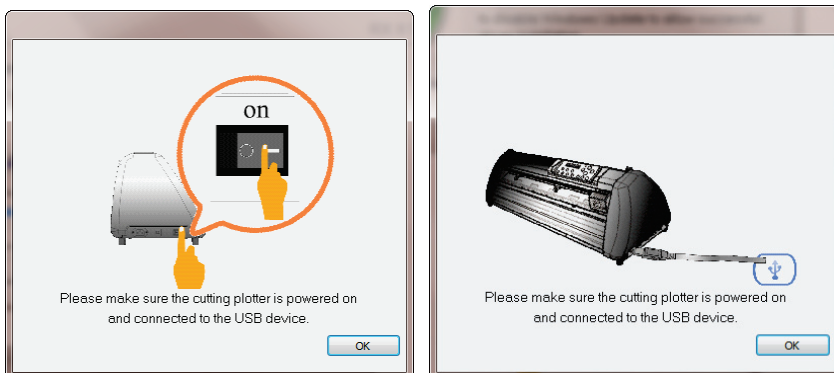 on
Please make sure the cutting plotter is powered on
and connected to the USB device.
OK
Please make sure the cutting plotter is powered on
and connected to the USB device.
OK